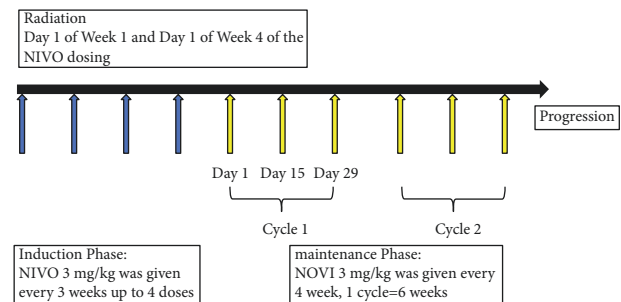 Radiation
Day 1 of Week 1 and Day 1 of Week 4 of the
NIVO dosing
Progression
Day 1
Day 15
Day 29
Cycle 1
Cycle 2
Induction Phase:
NIVO 3 mg/kg was given
every 3 weeks up to 4 doses
maintenance Phase:
NOVI 3 mg/kg was given every
4 week, 1 cycle=6 weeks